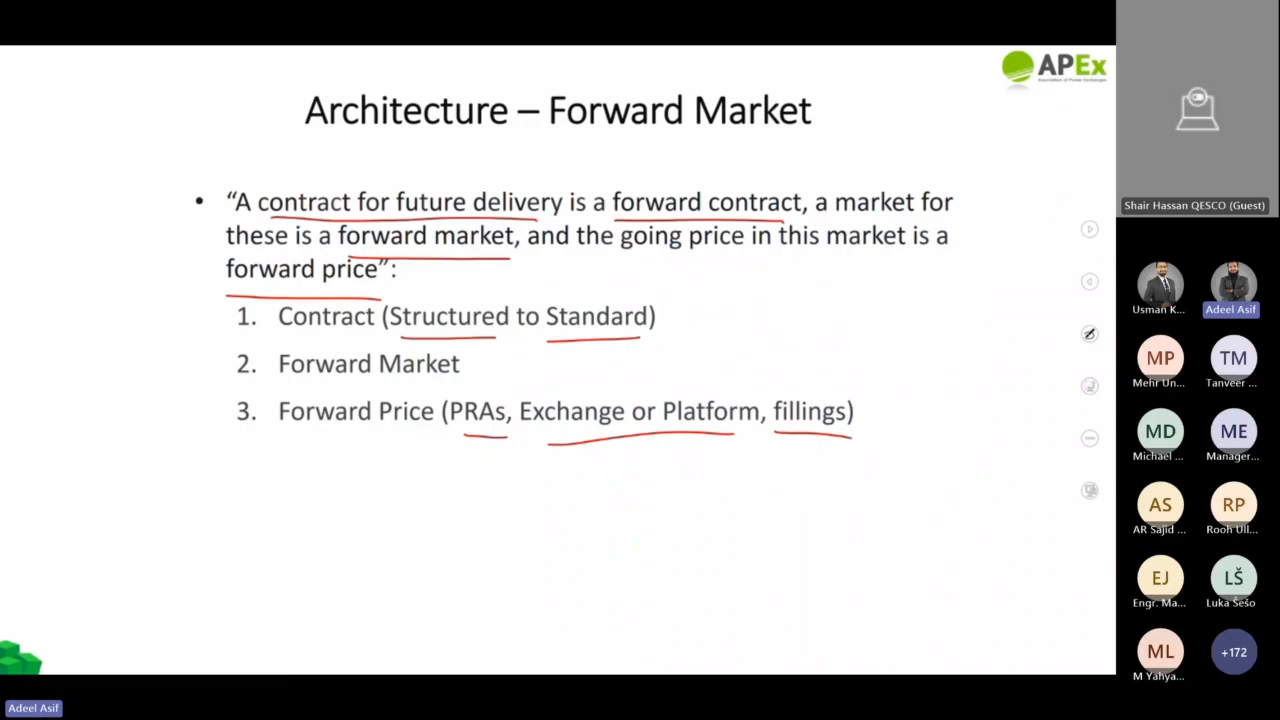 APEx
Association of Power Exchanges
Architecture – Forward Market
• “A contract for future delivery is a forward contract, a market for
these is a forward market, and the going price in this market is a
forward price”:
1. Contract (Structured to Standard)
2. Forward Market
3. Forward Price (PRAs, Exchange or Platform, fillings)
Shair Hassan QESCO (Guest)
Usman K...
Adeel Asif
MP
TM
Mehr Un...
Tanveer ...
MD
ME
Michael ...
Manager...
AS
RP
AR Sajid ...
Rooh Ull...
EJ
LŠ
Engr. Ma...
Luka Šešo
ML
+172
M Yahya...
Adeel Asif